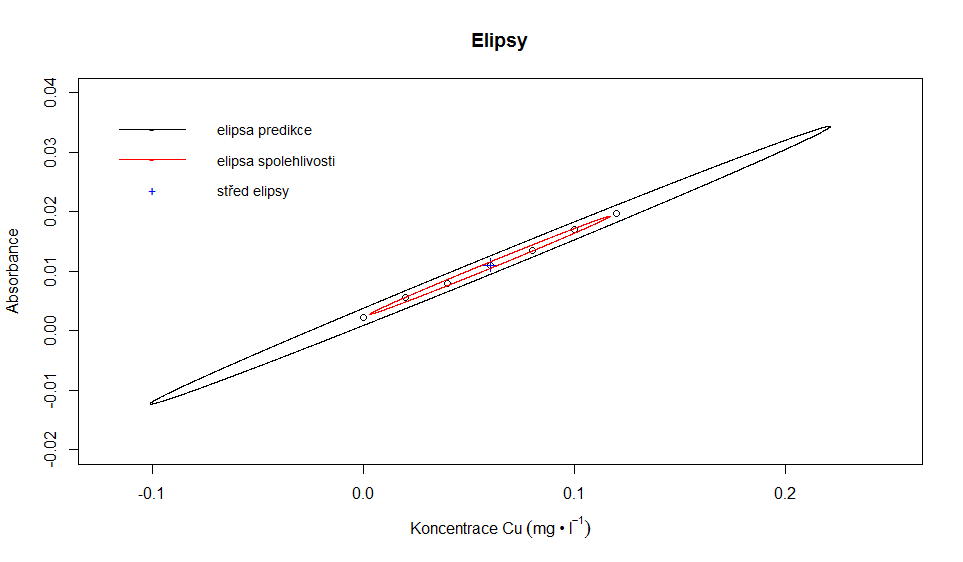 Elipsy
elipsa predikce
elipsa spolehlivosti
střed elipsy
0.04
0.03
0.02
0.01
0.00
-0.01
-0.02
Absorbance
-0.1
0.0
0.1
0.2
Koncentrace Cu (mg • l⁻¹)